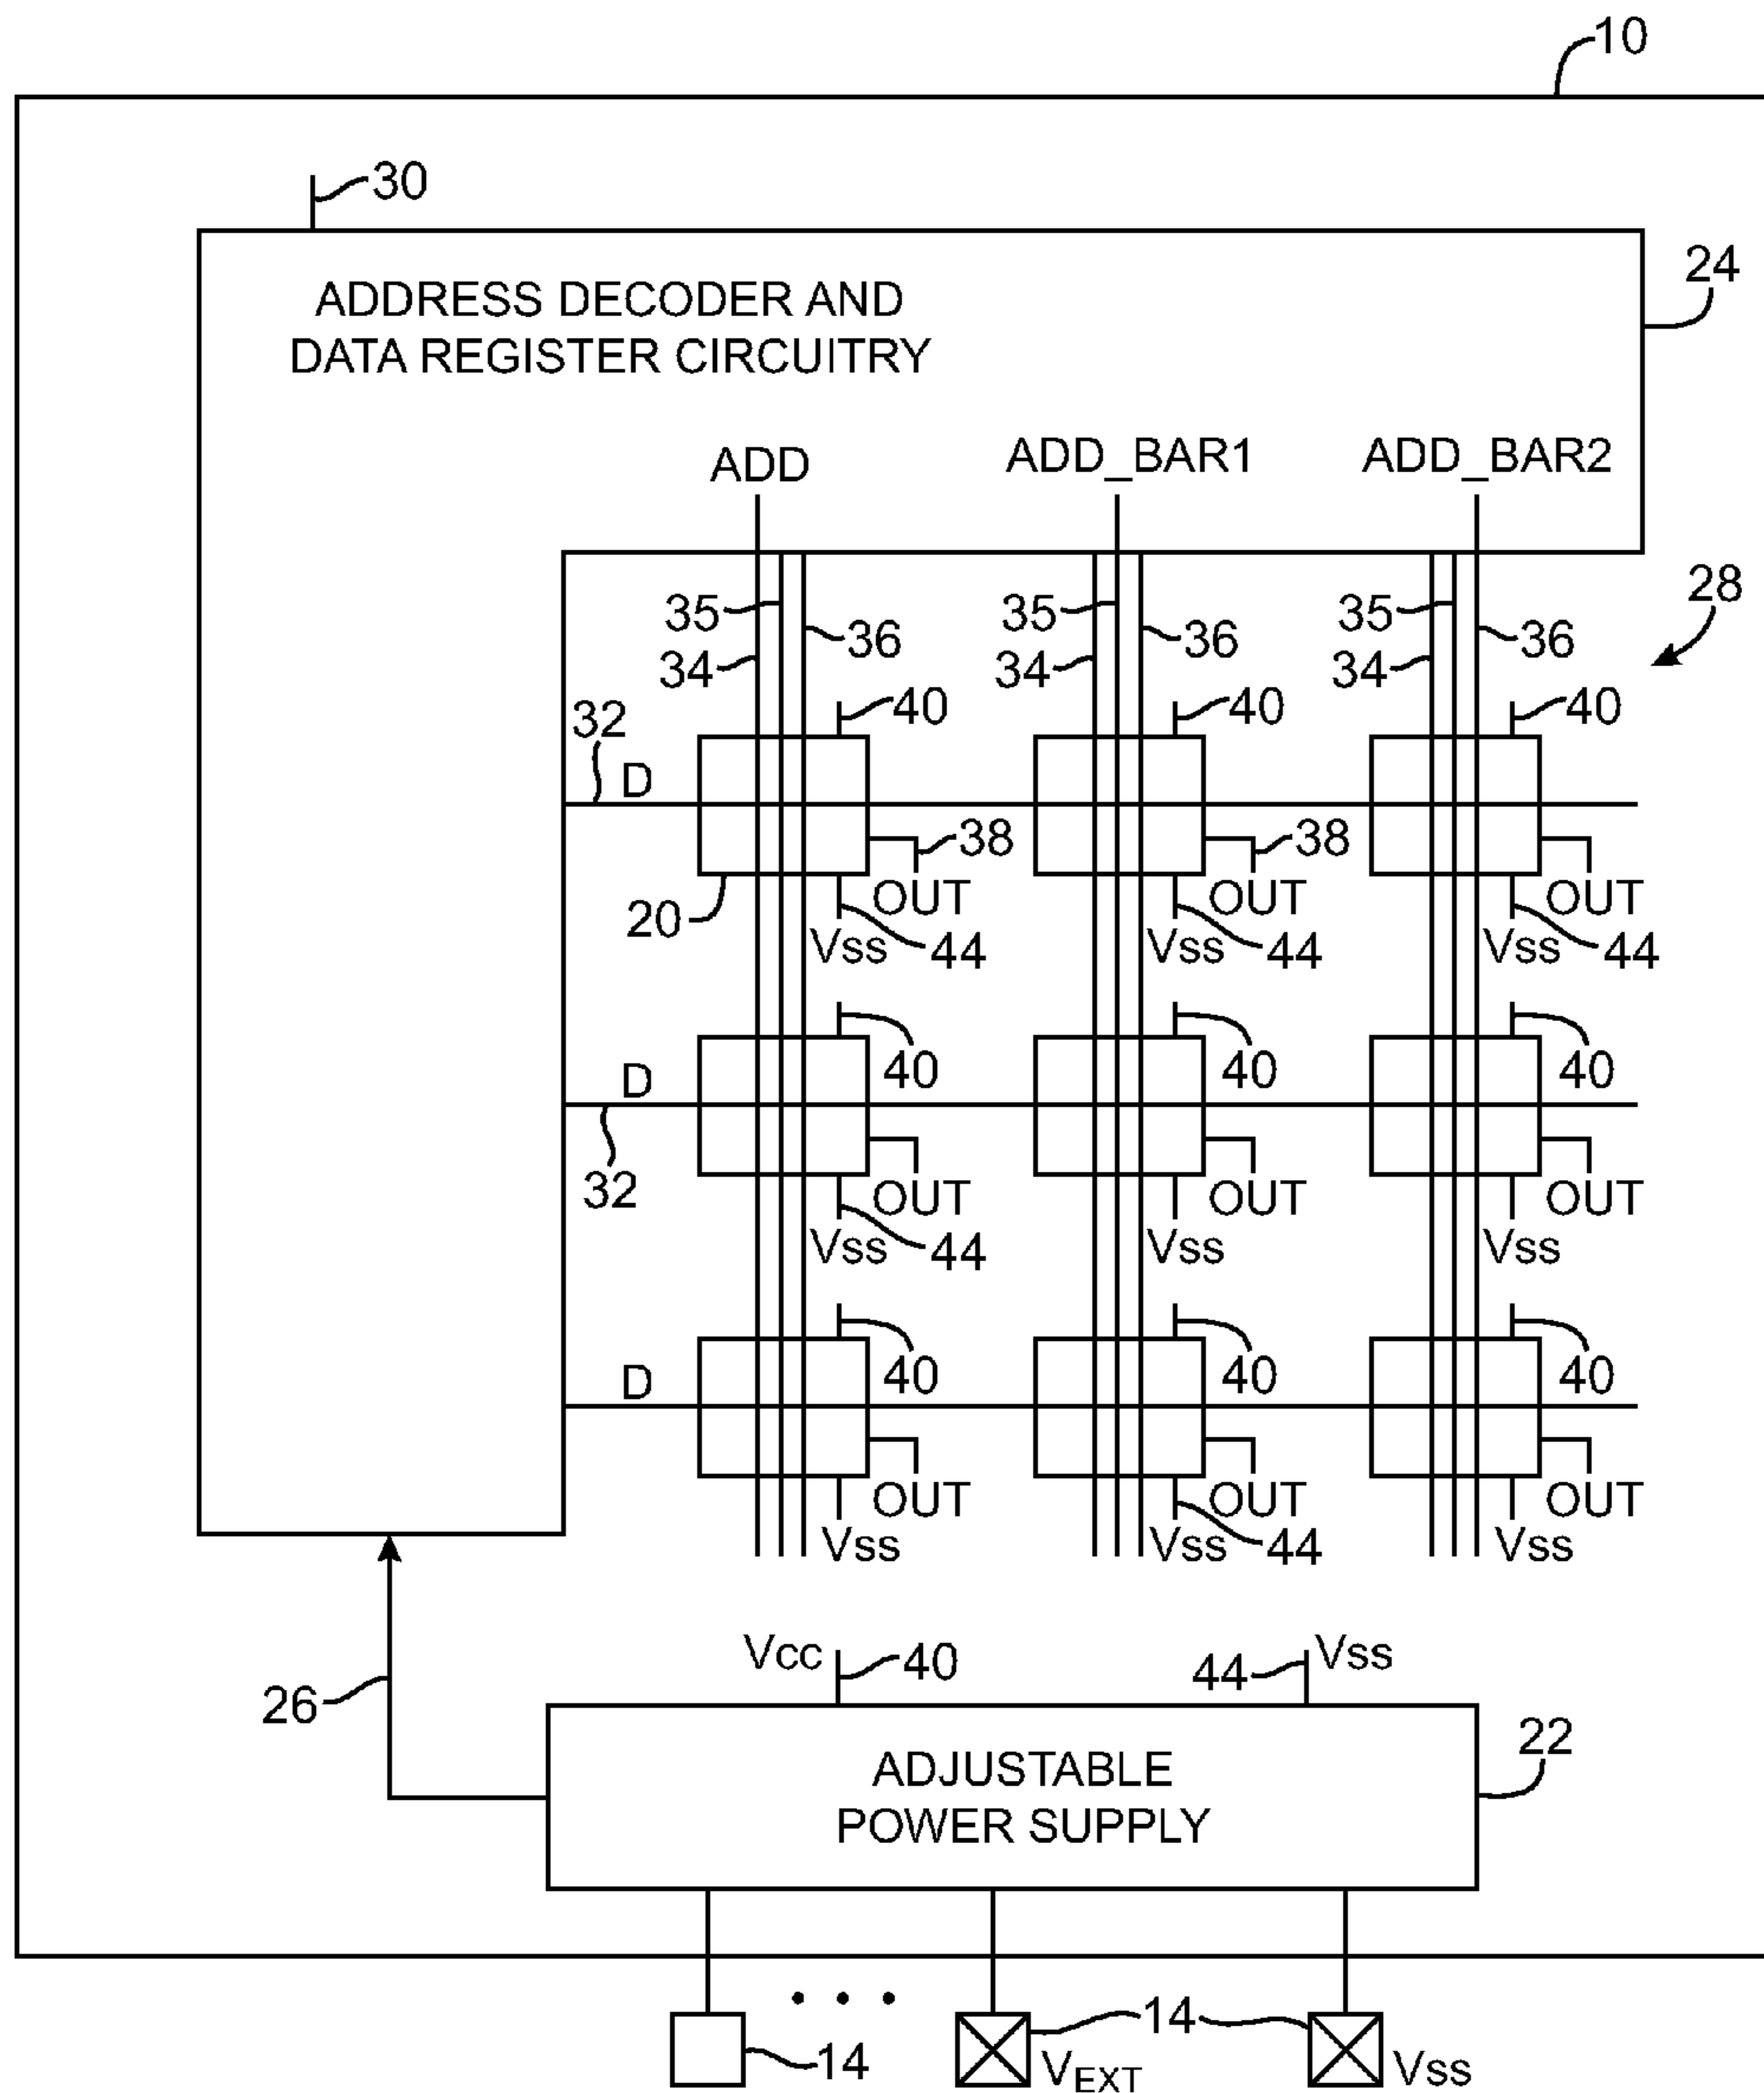 10
30
24
ADDRESS DECODER AND
DATA REGISTER CIRCUITRY
ADD ADD_BAR1 ADD_BAR2
28
35 35 35
36 36 36
34 34 34
40 40 40
32
D
38 38
20
OUT OUT OUT
Vss 44 Vss 44 Vss 44
40 40 40
D
32
OUT OUT OUT
Vss 44 Vss Vss
40 40 40
D
OUT OUT OUT
Vss Vss 44 Vss
Vcc 40 44 Vss
26
22
ADJUSTABLE
POWER SUPPLY
• • •
14
14
VEXT
Vss